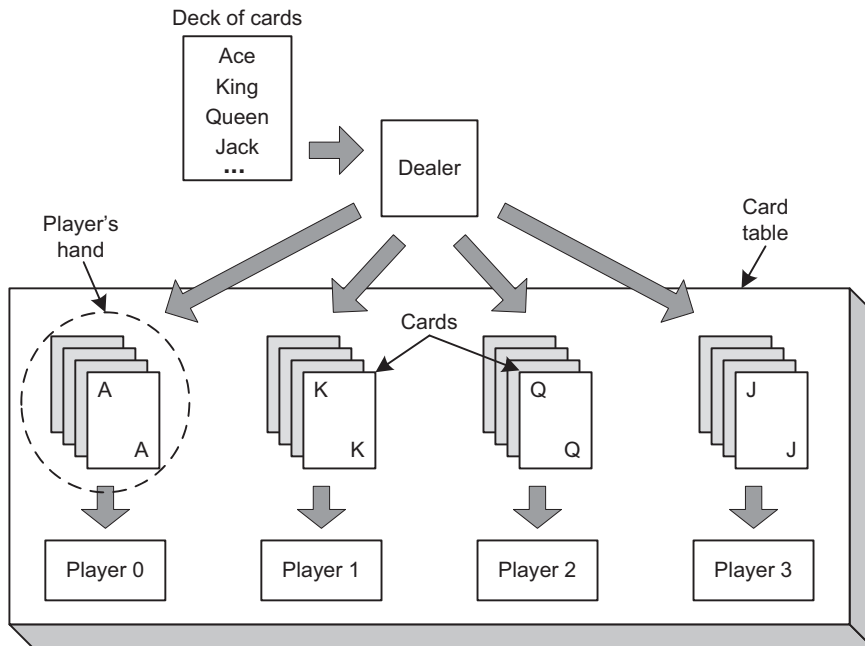 Deck of cards
Ace
King
Queen
Jack
...
Dealer
Player's
hand
Card
table
Cards
A
A
K
K
Q
Q
J
J
Player 0
Player 1
Player 2
Player 3